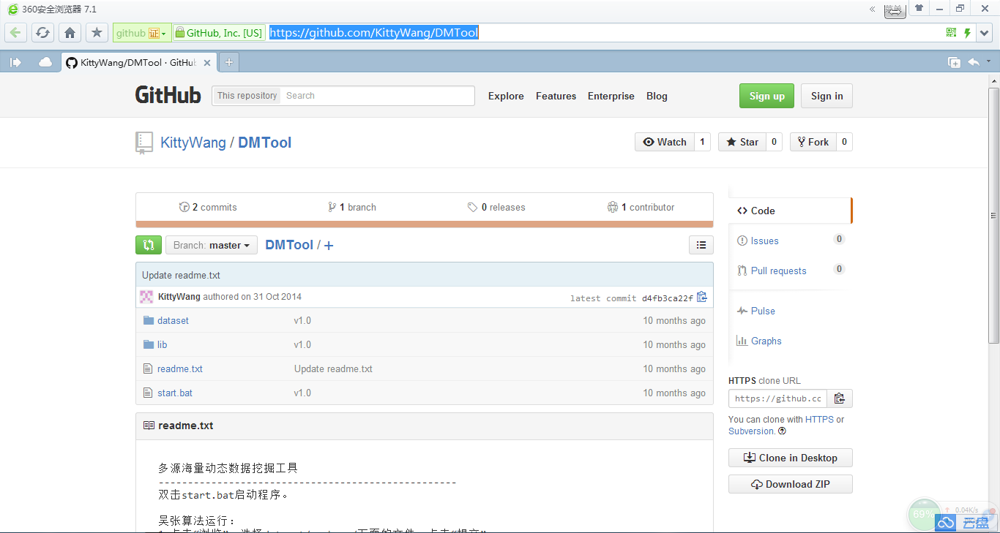 360安全浏览器 7.1
github 证 GitHub, Inc. [US] https://github.com/KittyWang/DMTool
KittyWang/DMTool · GitHu
GitHub This repository Search Explore Features Enterprise Blog Sign up Sign in
KittyWang / DMTool Watch 1 Star 0 Fork 0
2 commits 1 branch 0 releases 1 contributor
Branch: master DMTool / +
Update readme.txt
KittyWang authored on 31 Oct 2014 latest commit d4fb3ca22f
dataset v1.0 10 months ago
lib v1.0 10 months ago
readme.txt Update readme.txt 10 months ago
start.bat v1.0 10 months ago
readme.txt
多源海量动态数据挖掘工具
---------------------------------------------------
双击start.bat启动程序。
吴张算法运行：
Code
Issues 0
Pull requests 0
Pulse
Graphs
HTTPS clone URL
https://github.cc
You can clone with HTTPS or
Subversion.
Clone in Desktop
Download ZIP
69%
0.04K/s
云盘